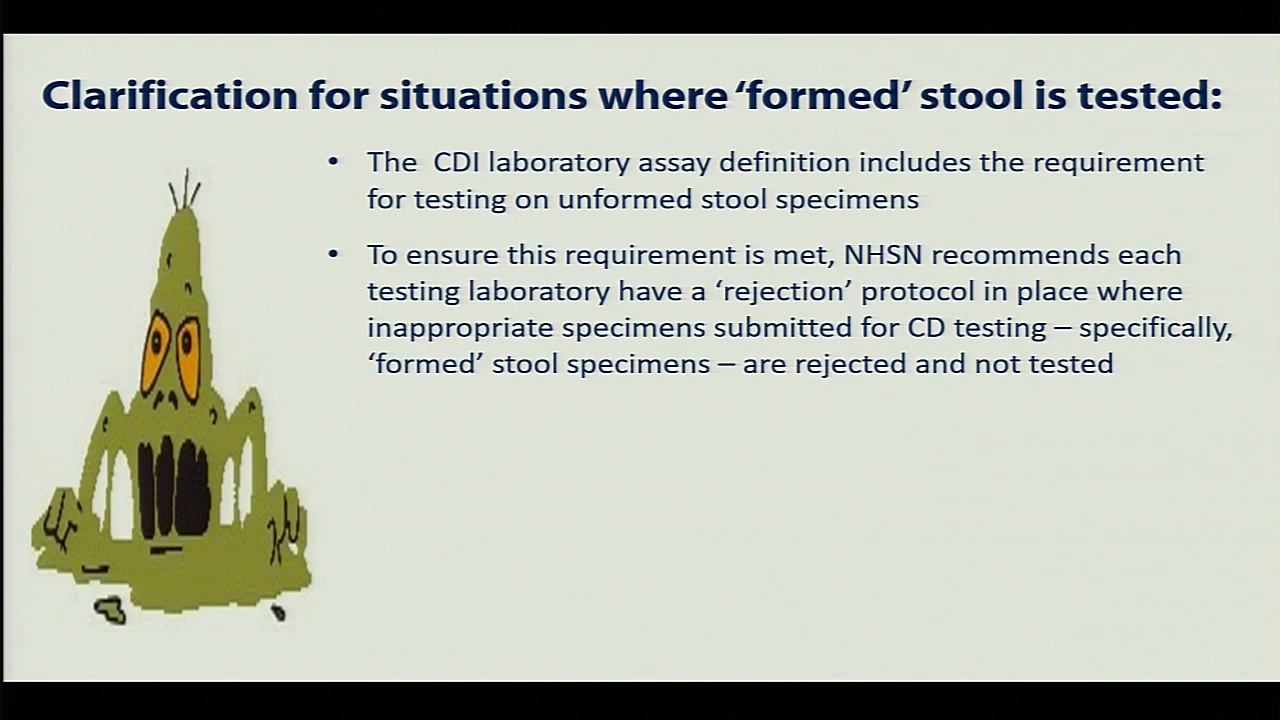 Clarification for situations where ‘formed’ stool is tested:
• The CDI laboratory assay definition includes the requirement
for testing on unformed stool specimens
• To ensure this requirement is met, NHSN recommends each
testing laboratory have a ‘rejection’ protocol in place where
inappropriate specimens submitted for CD testing – specifically,
‘formed’ stool specimens – are rejected and not tested